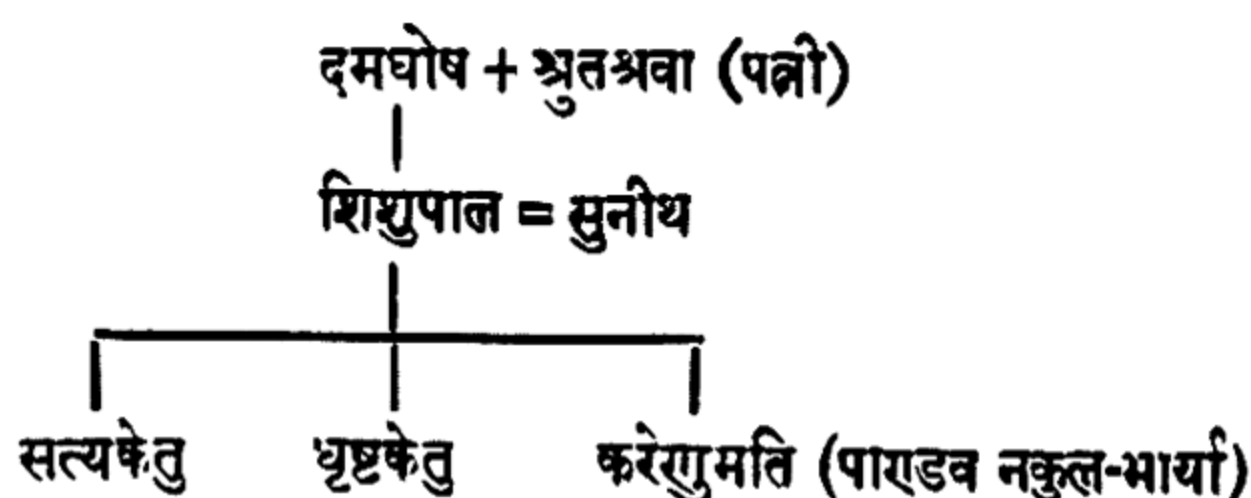 दमघोष + श्रुतश्रवा (पत्नी)
शिशुपाल = सुनीथ
सत्यकेतु धृष्टकेतु करेणुमति (पाण्डव नकुल-भार्या)